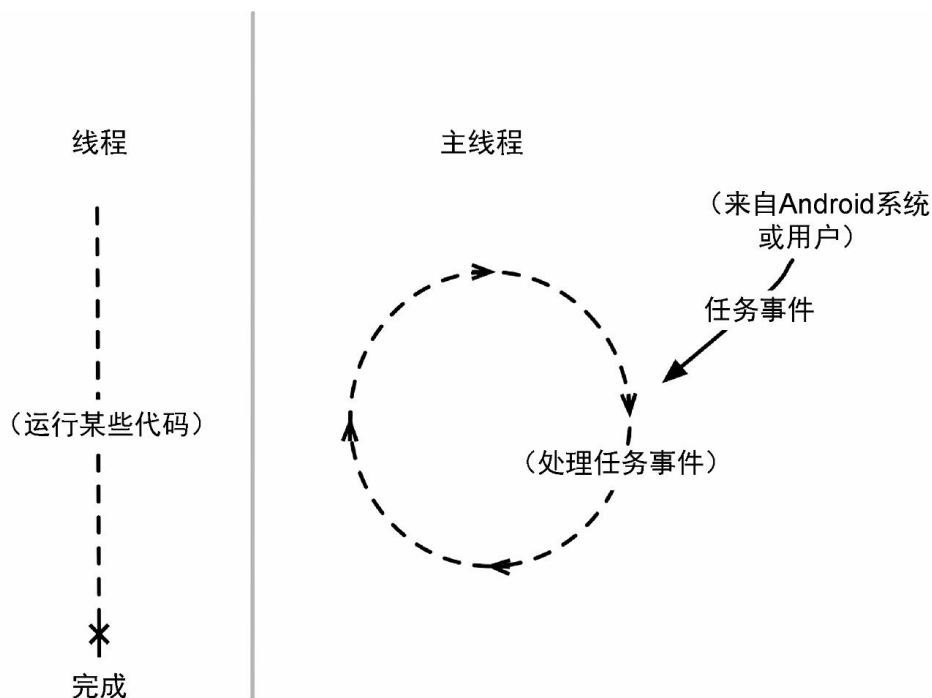 线程
（运行某些代码）
完成
主线程
（来自Android系统
或用户）
任务事件
（处理任务事件）